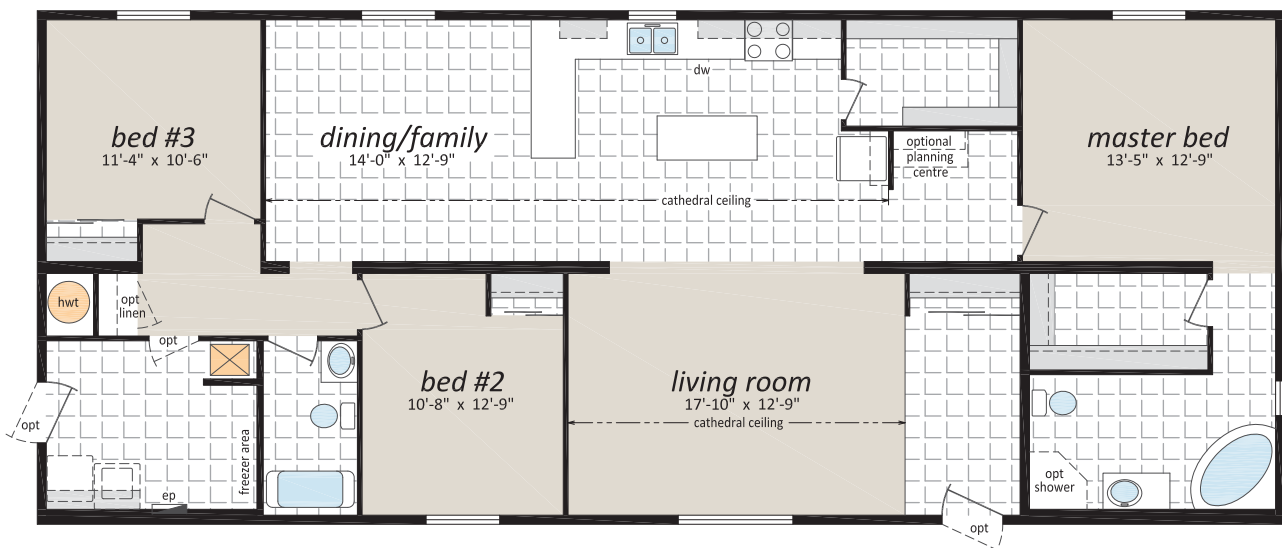 bed #3
11'-4" x 10'-6"
dining/family
14'-0" x 12'-9"
dw
optional
planning
centre
master bed
13'-5" x 12'-9"
cathedral ceiling
hwt
opt
linen
opt
bed #2
10'-8" x 12'-9"
living room
17'-10" x 12'-9"
cathedral ceiling
opt
freezer area
ep
opt
shower
opt